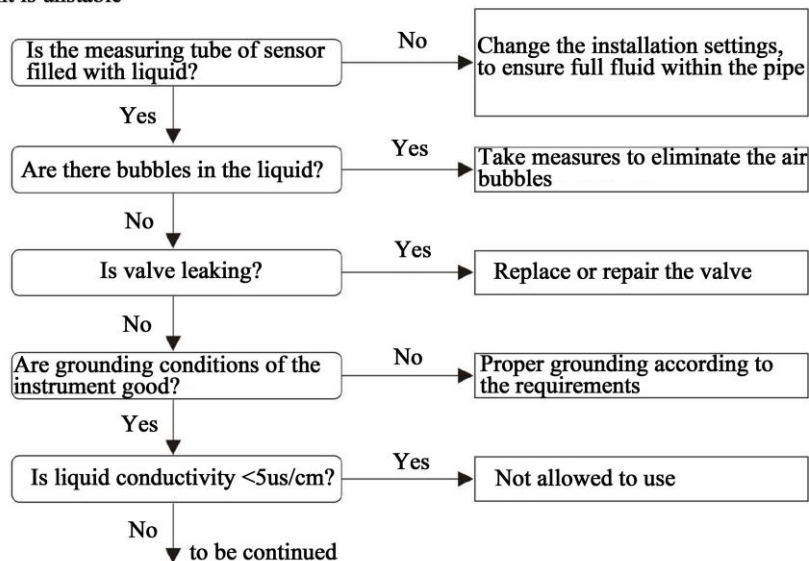 Is the measuring tube of sensor
filled with liquid?
No
Change the installation settings,
to ensure full fluid within the pipe
Yes
Are there bubbles in the liquid?
Yes
Take measures to eliminate the air
bubbles
No
Is valve leaking?
Yes
Replace or repair the valve
No
Are grounding conditions of the
instrument good?
No
Proper grounding according to
the requirements
Yes
Is liquid conductivity <5us/cm?
Yes
Not allowed to use
No
to be continued